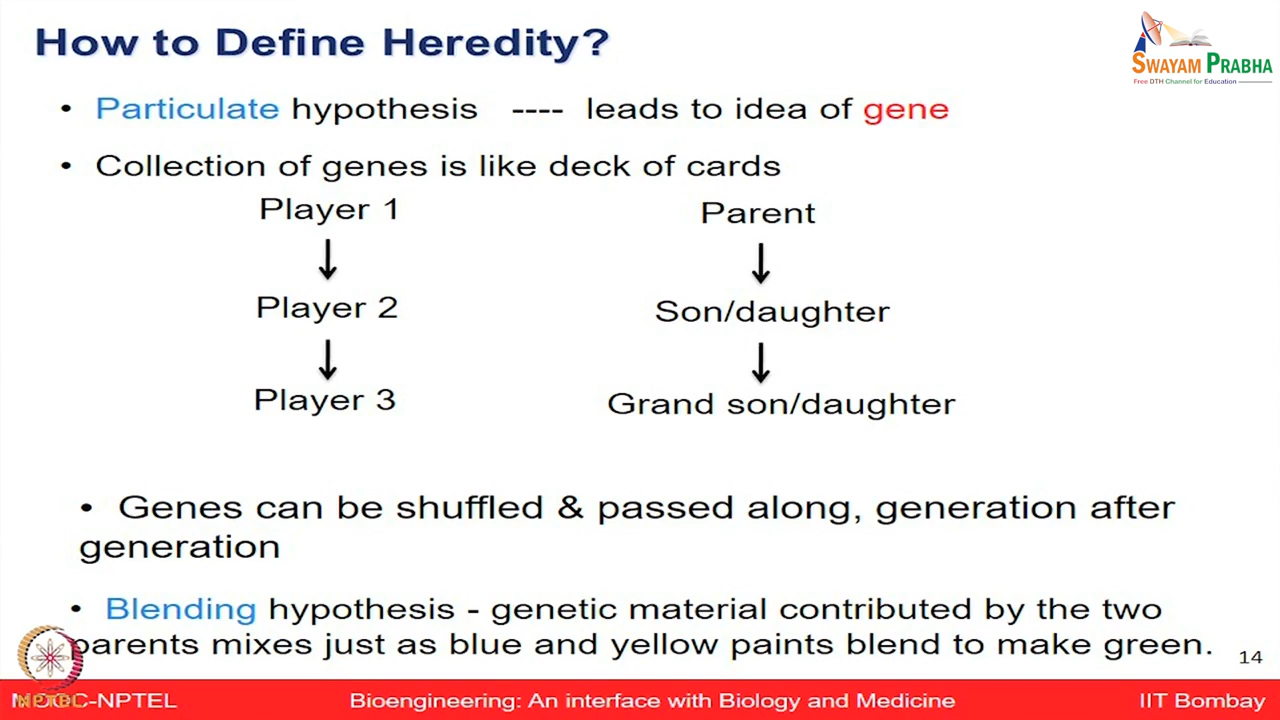 How to Define Heredity?
SWAYAM PRABHA
Free DTH Channel for Education
• Particulate hypothesis ---- leads to idea of gene
• Collection of genes is like deck of cards
Player 1 Parent
Player 2 Son/daughter
Player 3 Grand son/daughter
• Genes can be shuffled & passed along, generation after
generation
• Blending hypothesis - genetic material contributed by the two
parents mixes just as blue and yellow paints blend to make green.
14
NPTEL
MOOC-NPTEL Bioengineering: An interface with Biology and Medicine IIT Bombay